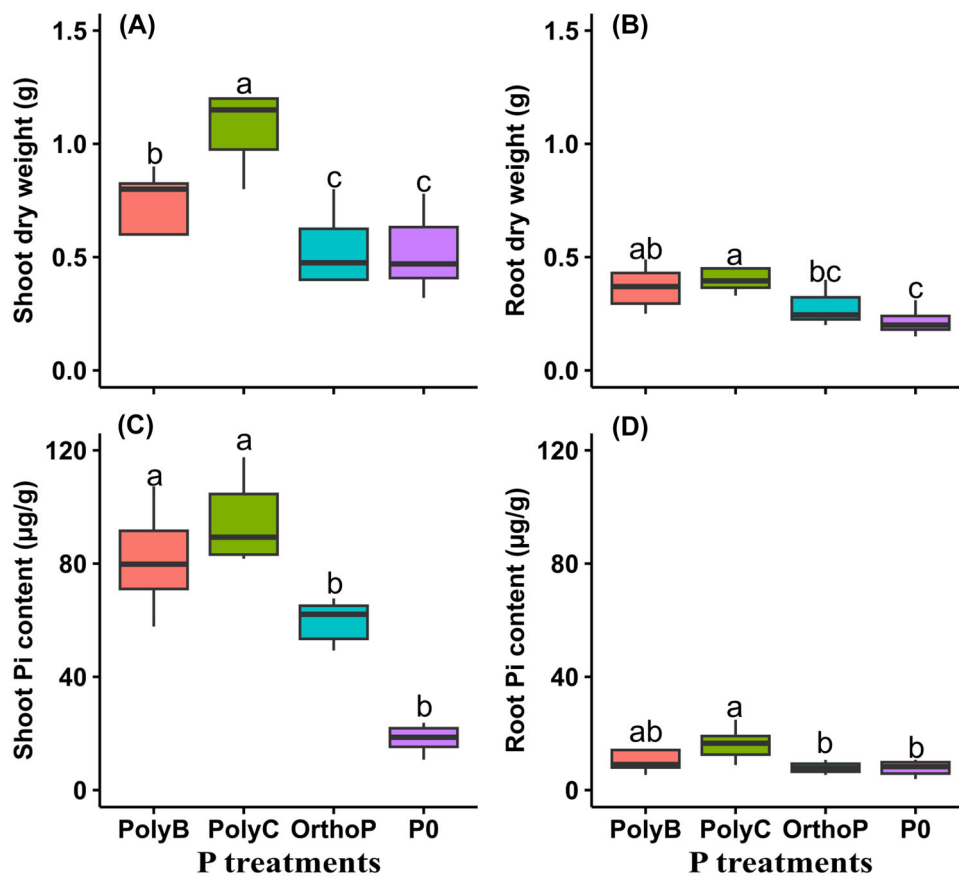 (A)
Shoot dry weight (g)
1.5
1.0
0.5
0.0
b
a
c
c
(B)
Root dry weight (g)
1.5
1.0
0.5
0.0
ab
a
bc
c
(C)
Shoot Pi content (µg/g)
120
80
40
0
a
a
b
b
PolyB PolyC OrthoP P0
P treatments
(D)
Root Pi content (µg/g)
120
80
40
0
ab
a
b
b
PolyB PolyC OrthoP P0
P treatments